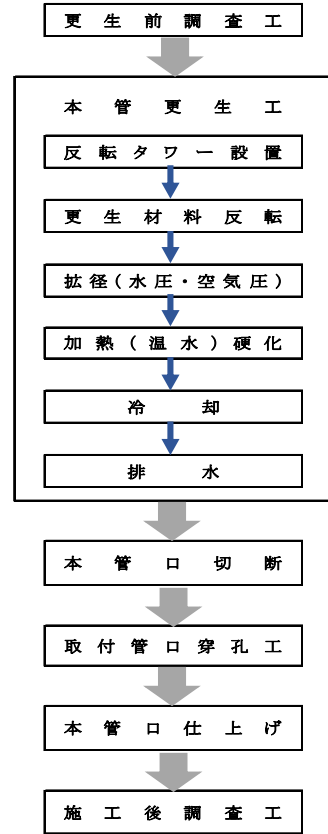 更生前調査工
本管更生工
反転タワー設置
更生材料反転
拡径(水圧・空気圧)
加熱(温水)硬化
冷却
排水
本管口切断
取付管口穿孔工
本管口仕上げ
施工後調査工